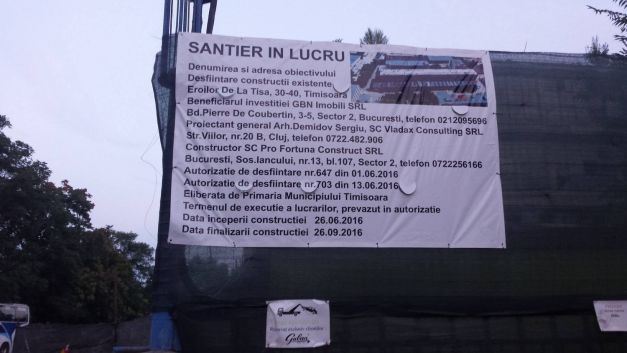 SANTIER IN LUCRU
Denumirea si adresa obiectivului
Desfiintare constructii existente
Eroilor De La Tisa, 30-40, Timisoara
Beneficiarul investitiei GBN Imobili SRL
Bd.Pierre De Coubertin, 3-5, Sector 2, Bucuresti, telefon 0212095696
Proiectant general Arh.Demidov Sergiu, SC Vladax Consulting SRL
Str.Viilor, nr.20 B, Cluj, telefon 0722.482.906
Constructor SC Pro Fortuna Construct SRL
Bucuresti, Sos.Iancului, nr.13, bl.107, Sector 2, telefon 0722256166
Autorizatie de desfiintare nr.647 din 01.06.2016
Autorizatie de desfiintare nr.703 din 13.06.2016
Eliberata de Primaria Municipiului Timisoara
Termenul de executie a lucrarilor, prevazut in autorizatie
Data inceperii constructiei 26.06.2016
Data finalizarii constructiei 26.09.2016
Rezervat exclusiv clientilor